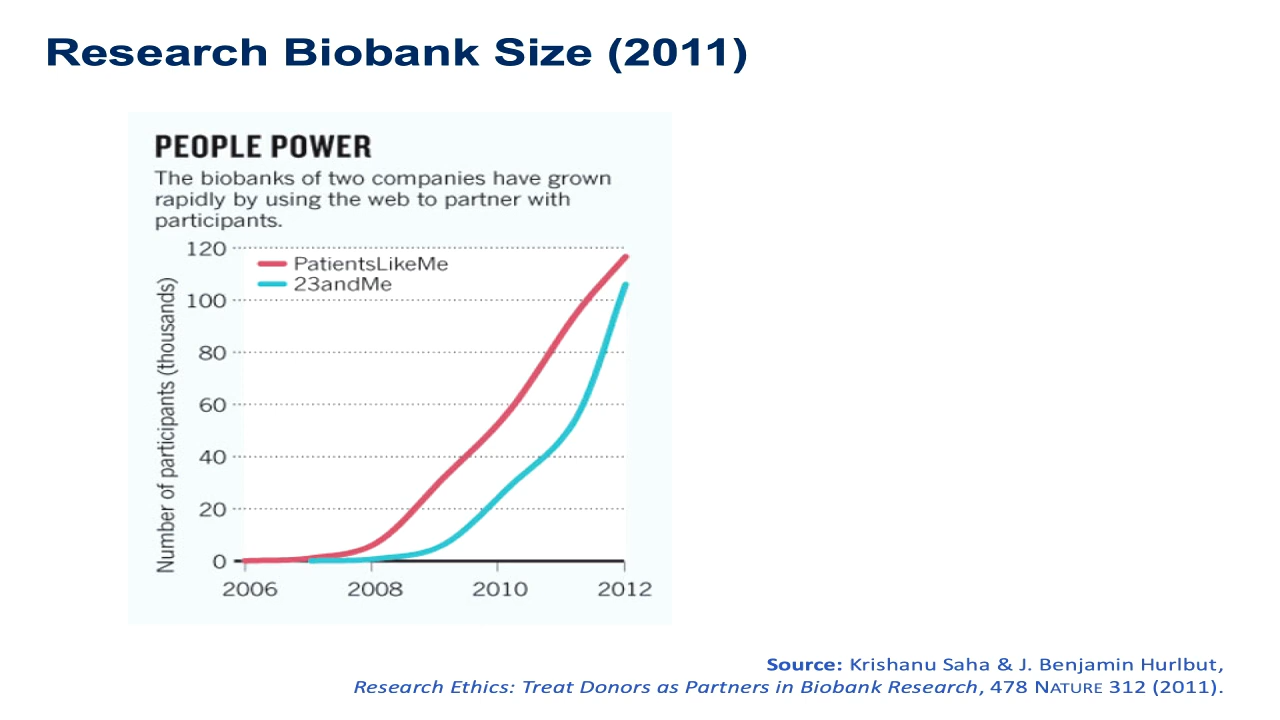 Research Biobank Size (2011)
PEOPLE POWER
The biobanks of two companies have grown
rapidly by using the web to partner with
participants.
120
PatientsLikeMe
23andMe
100
80
60
40
20
0
Number of participants (thousands)
2006 2008 2010 2012
Source: Krishanu Saha & J. Benjamin Hurlbut,
Research Ethics: Treat Donors as Partners in Biobank Research, 478 NATURE 312 (2011).